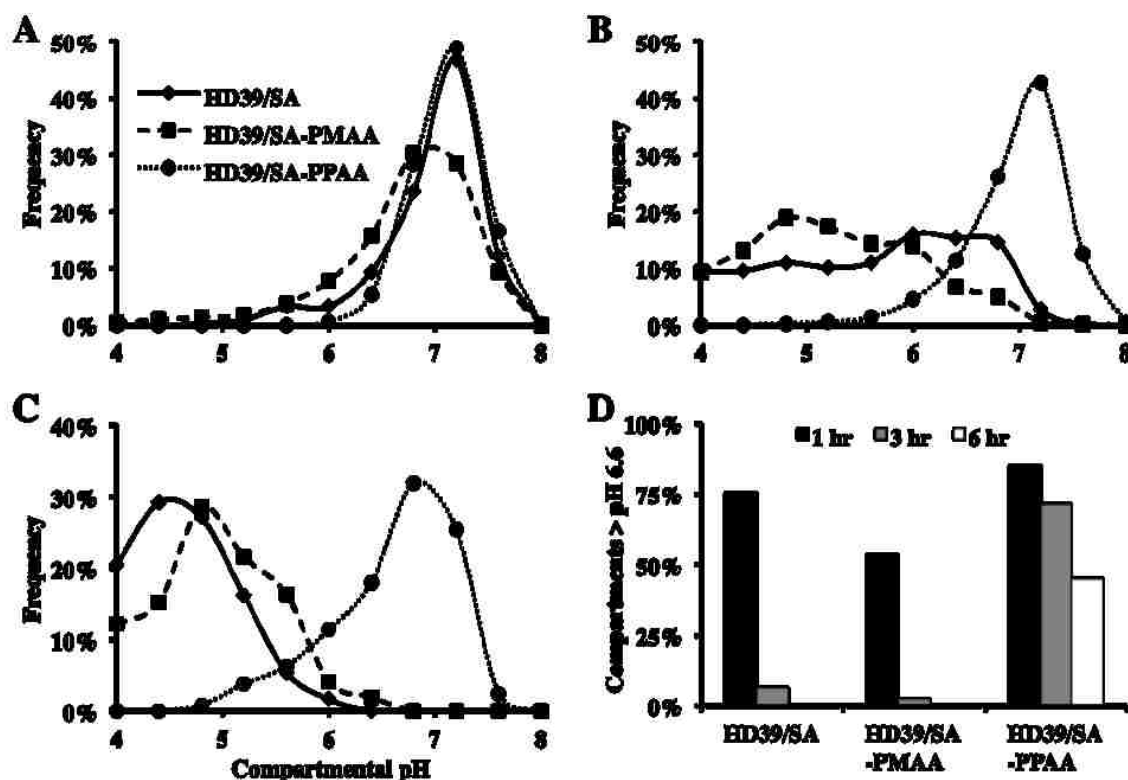 A
50%
40%
30%
20%
10%
0%
Frequency
HD39/SA
HD39/SA-PMAA
HD39/SA-PPAA
4 5 6 7 8
B
50%
40%
30%
20%
10%
0%
Frequency
4 5 6 7 8
C
40%
30%
20%
10%
0%
Frequency
4 5 6 7 8
Compartmental pH
D
100%
75%
50%
25%
0%
Compartments > pH 6.6
1 hr 3 hr 6 hr
HD39/SA HD39/SA HD39/SA
-PMAA -PPAA